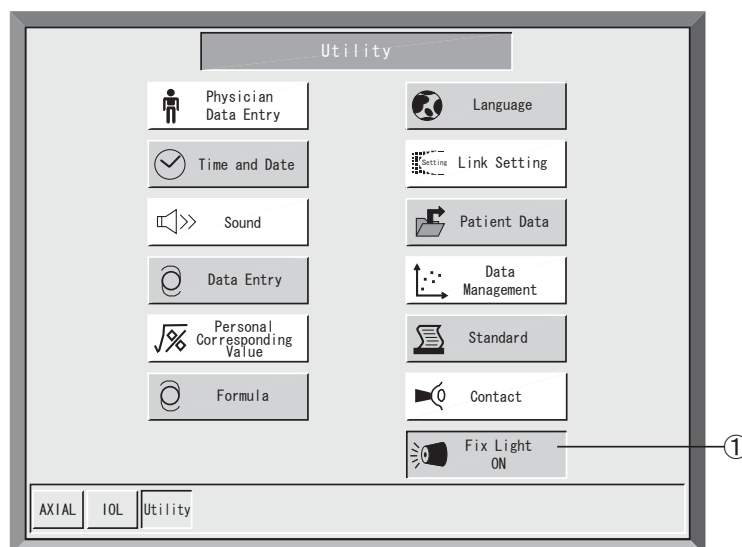 Utility
Physician
Data Entry
Language
Time and Date
Setting
Link Setting
Sound
Patient Data
Data Entry
Data
Management
Personal
Corresponding
Value
Standard
Formula
Contact
Fix Light
ON
①
AXIAL
IOL
Utility